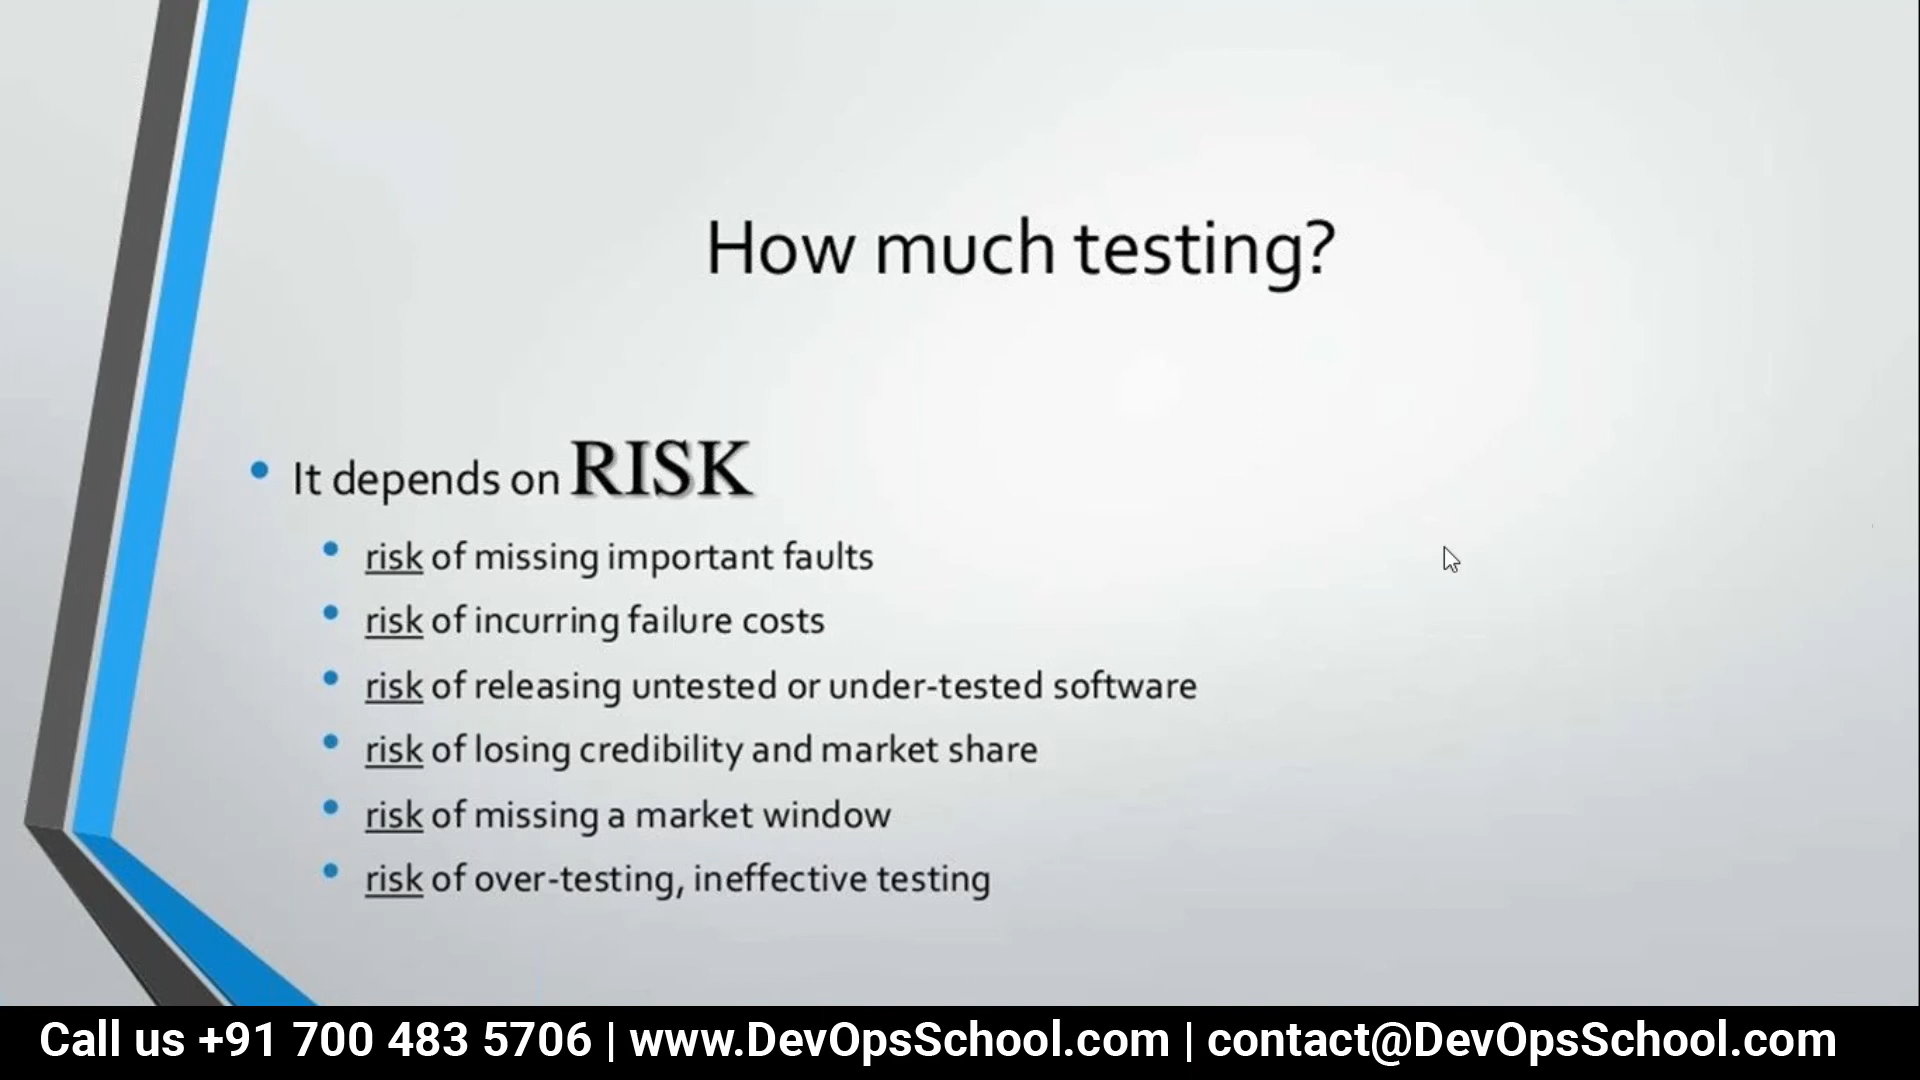 How much testing?
It depends on RISK
risk of missing important faults
risk of incurring failure costs
risk of releasing untested or under-tested software
risk of losing credibility and market share
risk of missing a market window
risk of over-testing, ineffective testing
Call us +91 700 483 5706 | www.DevOpsSchool.com | contact@DevOpsSchool.com